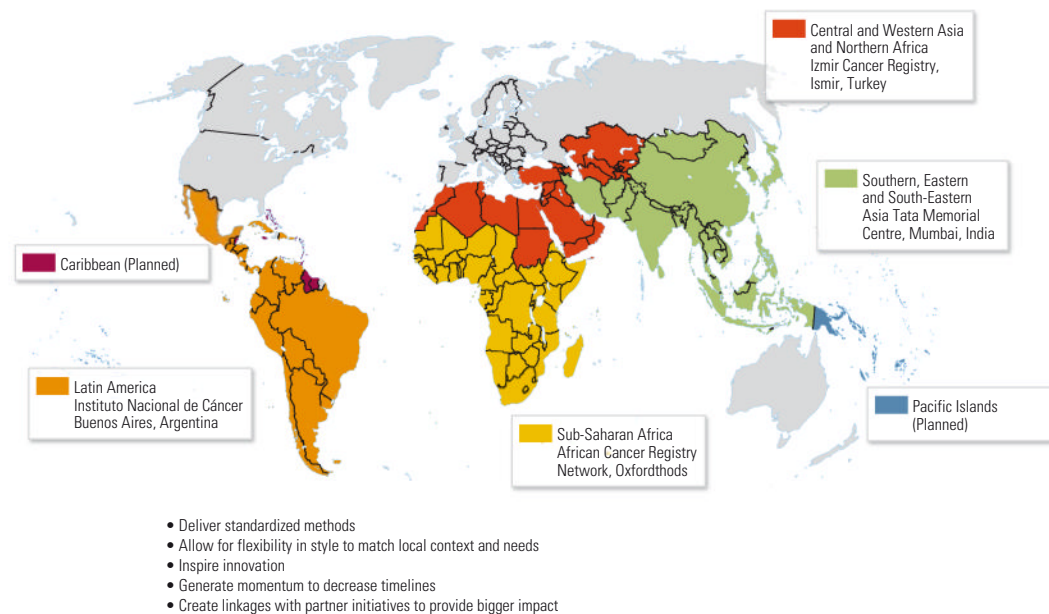 Central and Western Asia
and Northern Africa
Izmir Cancer Registry,
Ismir, Turkey
Southern, Eastern
and South-Eastern
Asia Tata Memorial
Centre, Mumbai, India
Caribbean (Planned)
Latin America
Instituto Nacional de Cáncer
Buenos Aires, Argentina
Pacific Islands
(Planned)
Sub-Saharan Africa
African Cancer Registry
Network, Oxfordthods
• Deliver standardized methods
• Allow for flexibility in style to match local context and needs
• Inspire innovation
• Generate momentum to decrease timelines
• Create linkages with partner initiatives to provide bigger impact